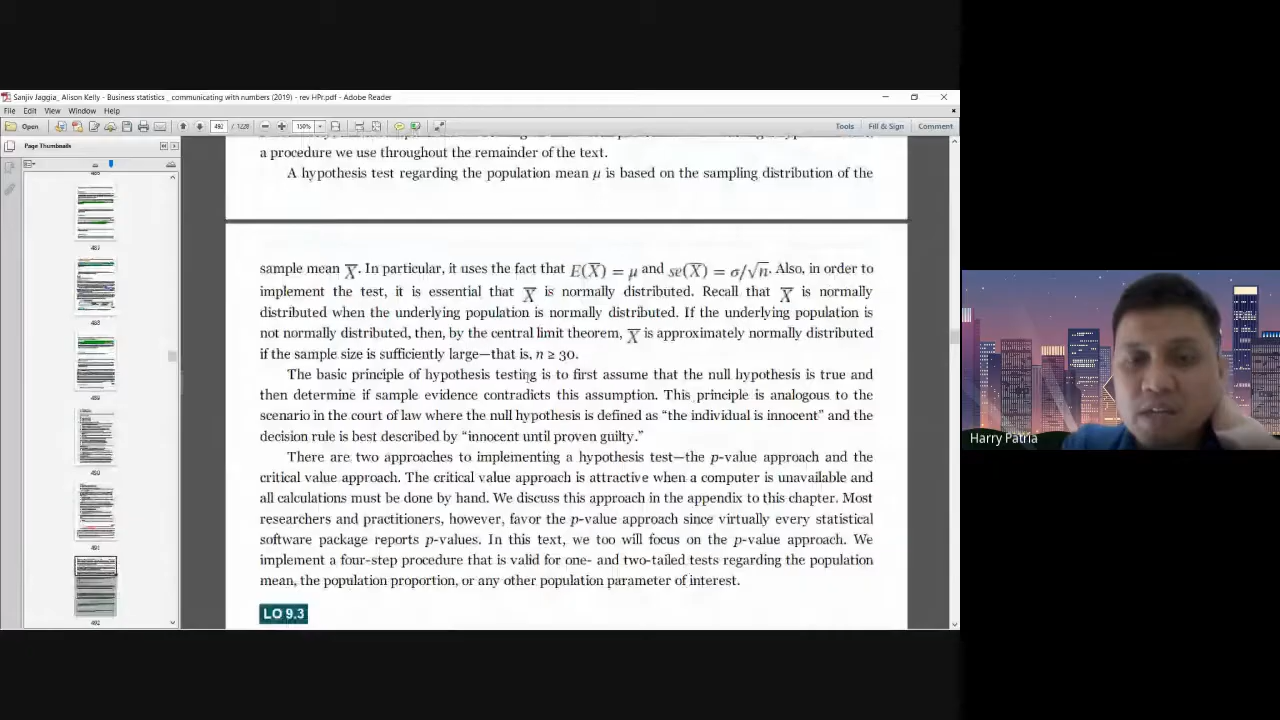 Sanjiv Jaggia_ Alison Kelly - Business statistics _ communicating with numbers (2019) - rev HPr.pdf - Adobe Reader
File Edit View Window Help
Open 492 / 1228 150% Tools Fill & Sign Comment
Page Thumbnails
487
488
489
490
491
492
a procedure we use throughout the remainder of the text.
A hypothesis test regarding the population mean μ is based on the sampling distribution of the
sample mean X̅. In particular, it uses the fact that E(X̅) = μ and se(X̅) = σ/√n. Also, in order to
implement the test, it is essential that X̅ is normally distributed. Recall that X̅ is normally
distributed when the underlying population is normally distributed. If the underlying population is
not normally distributed, then, by the central limit theorem, X̅ is approximately normally distributed
if the sample size is sufficiently large—that is, n ≥ 30.
The basic principle of hypothesis testing is to first assume that the null hypothesis is true and
then determine if sample evidence contradicts this assumption. This principle is analogous to the
scenario in the court of law where the null hypothesis is defined as “the individual is innocent” and the
decision rule is best described by “innocent until proven guilty.”
There are two approaches to implementing a hypothesis test—the p-value approach and the
critical value approach. The critical value approach is attractive when a computer is unavailable and
all calculations must be done by hand. We discuss this approach in the appendix to this chapter. Most
researchers and practitioners, however, favor the p-value approach since virtually every statistical
software package reports p-values. In this text, we too will focus on the p-value approach. We
implement a four-step procedure that is valid for one- and two-tailed tests regarding the population
mean, the population proportion, or any other population parameter of interest.
LO 9.3
Harry Patria